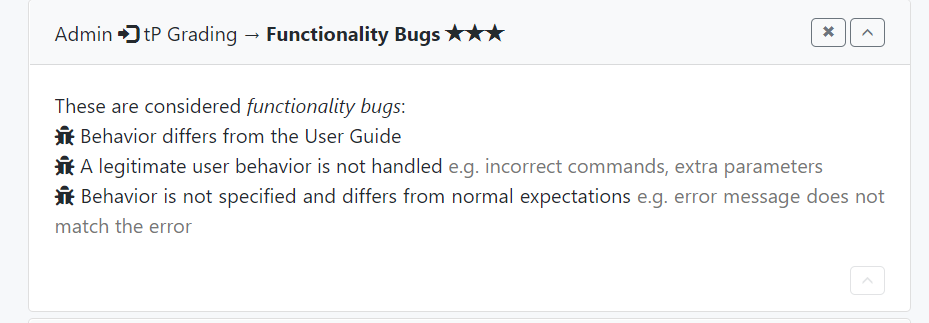 Admin tP Grading → Functionality Bugs ★★★
These are considered functionality bugs:
Behavior differs from the User Guide
A legitimate user behavior is not handled e.g. incorrect commands, extra parameters
Behavior is not specified and differs from normal expectations e.g. error message does not
match the error